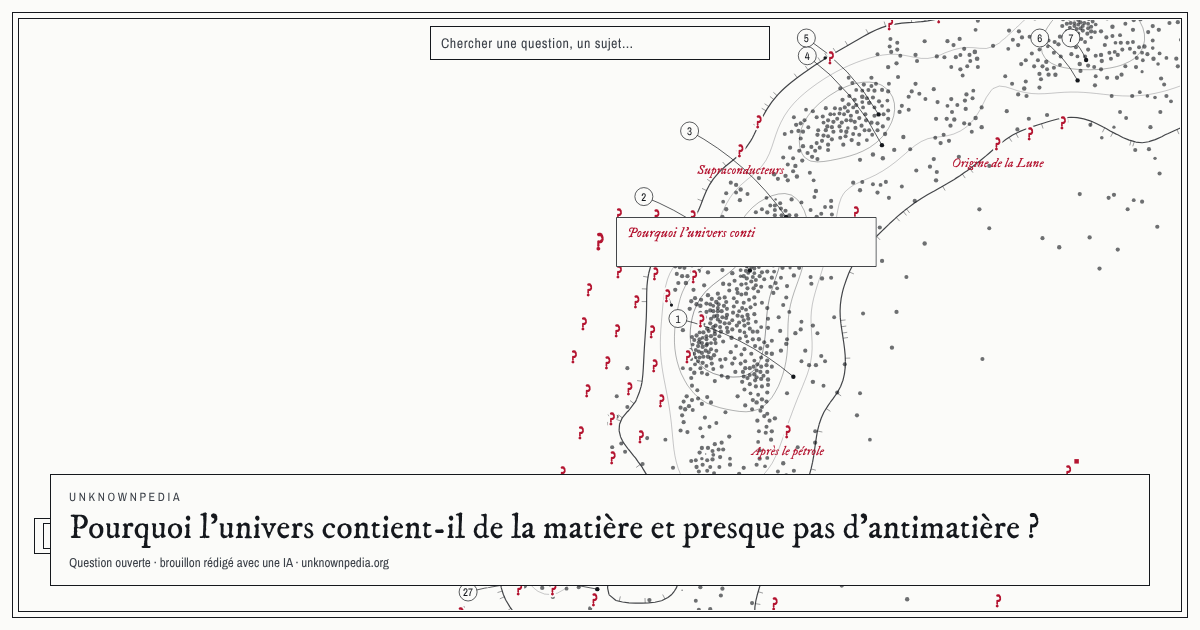 Chercher une question, un sujet...
5
4
6
7
3
Supraconducteurs
Origine de la Lune
2
Pourquoi l'univers conti
1
Après le pétrole
UNKNOWNPEDIA
Pourquoi l'univers contient-il de la matière et presque pas d'antimatière ?
Question ouverte · brouillon rédigé avec une IA · unknownpedia.org
27